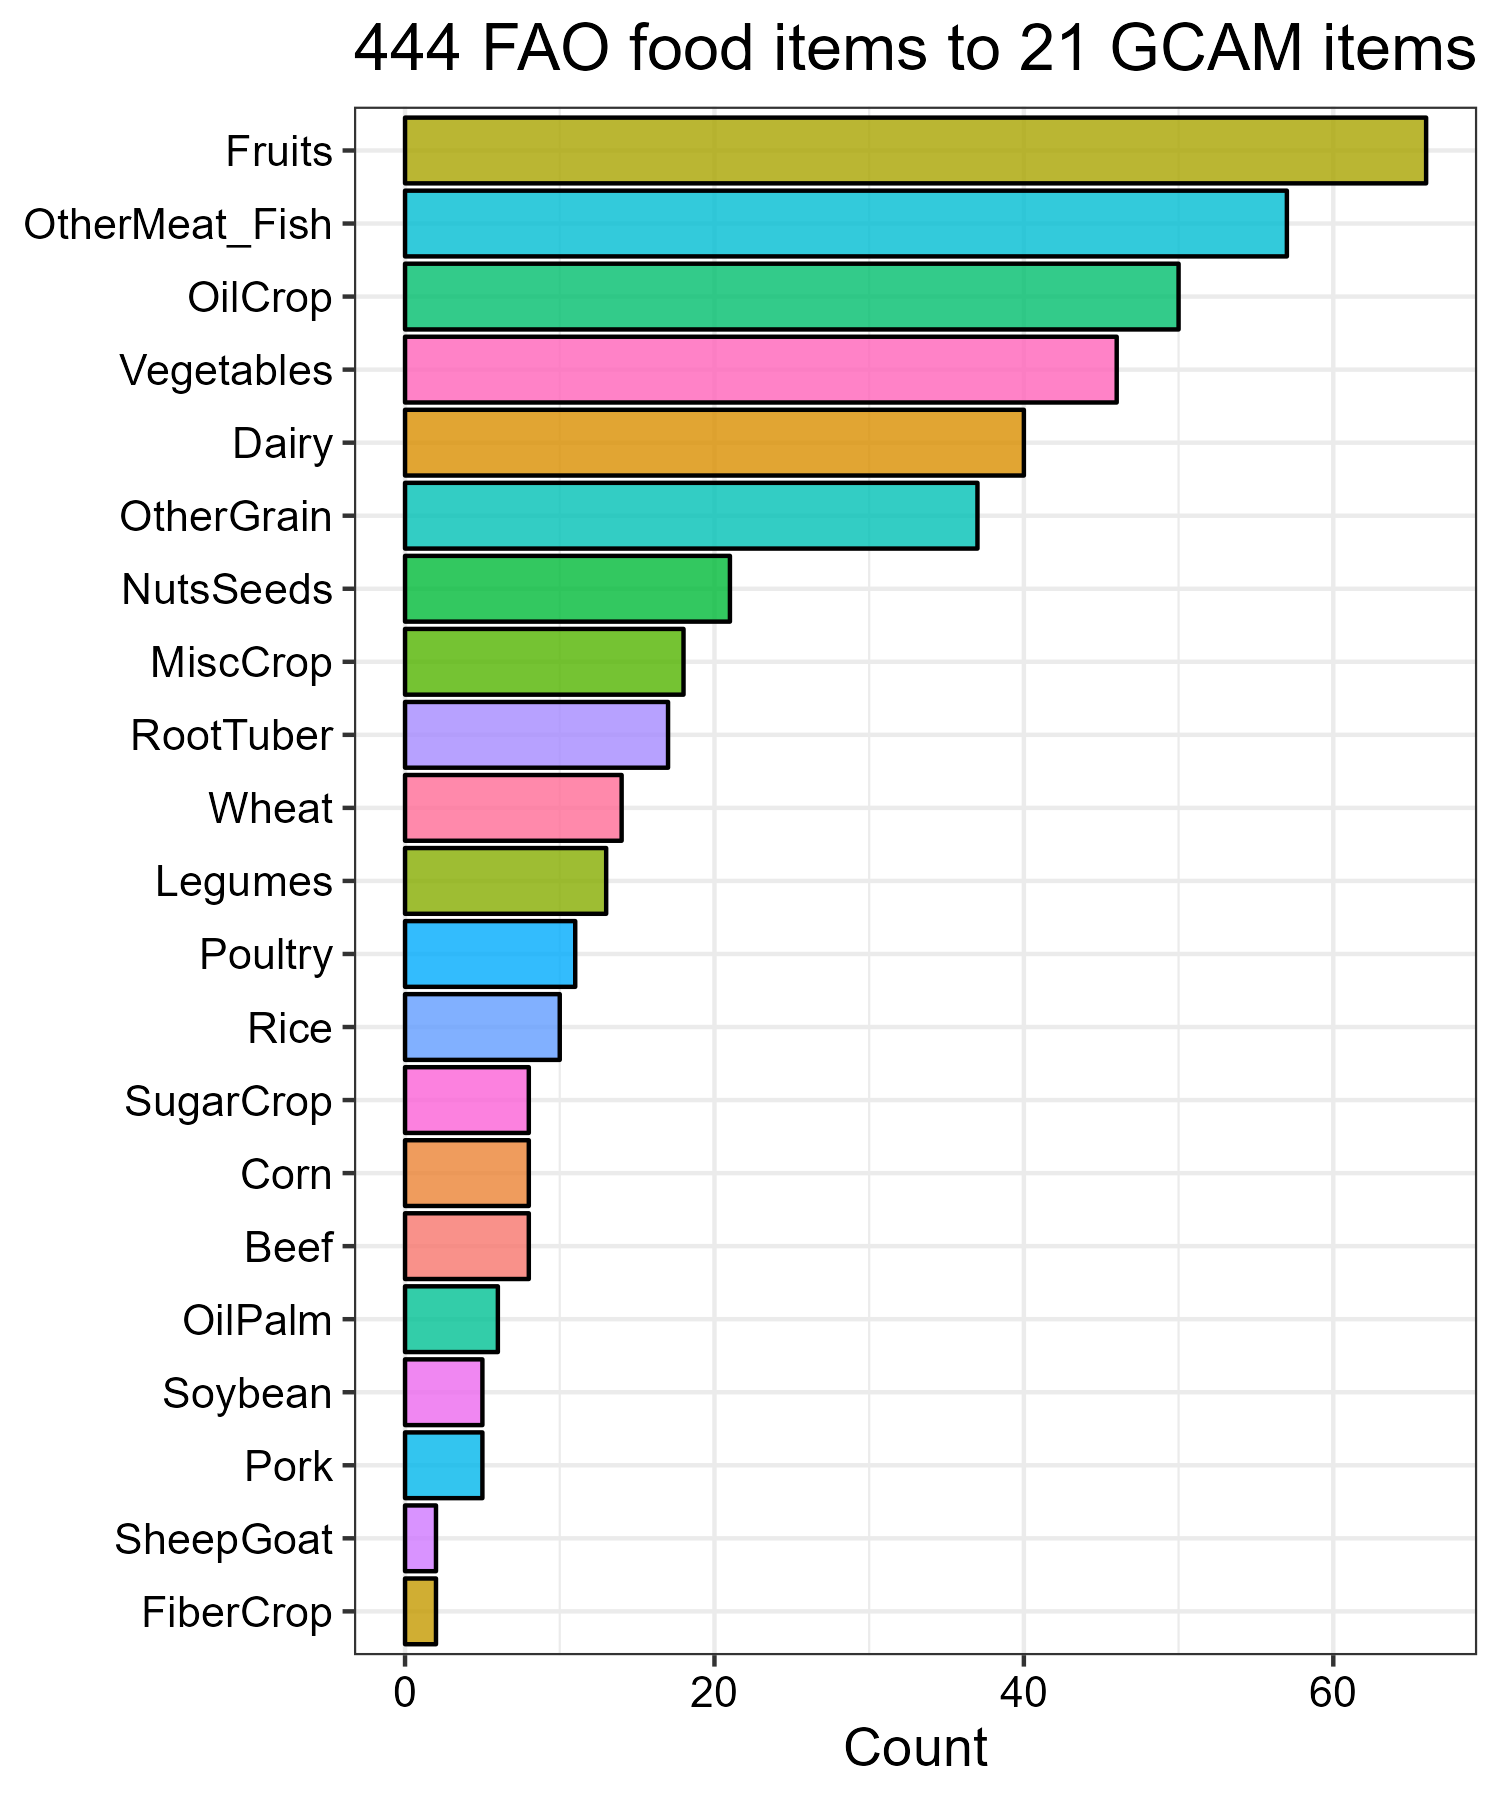 444 FAO food items to 21 GCAM items
Fruits
OtherMeat_Fish
OilCrop
Vegetables
Dairy
OtherGrain
NutsSeeds
MiscCrop
RootTuber
Wheat
Legumes
Poultry
Rice
SugarCrop
Corn
Beef
OilPalm
Soybean
Pork
SheepGoat
FiberCrop
0 20 40 60
Count